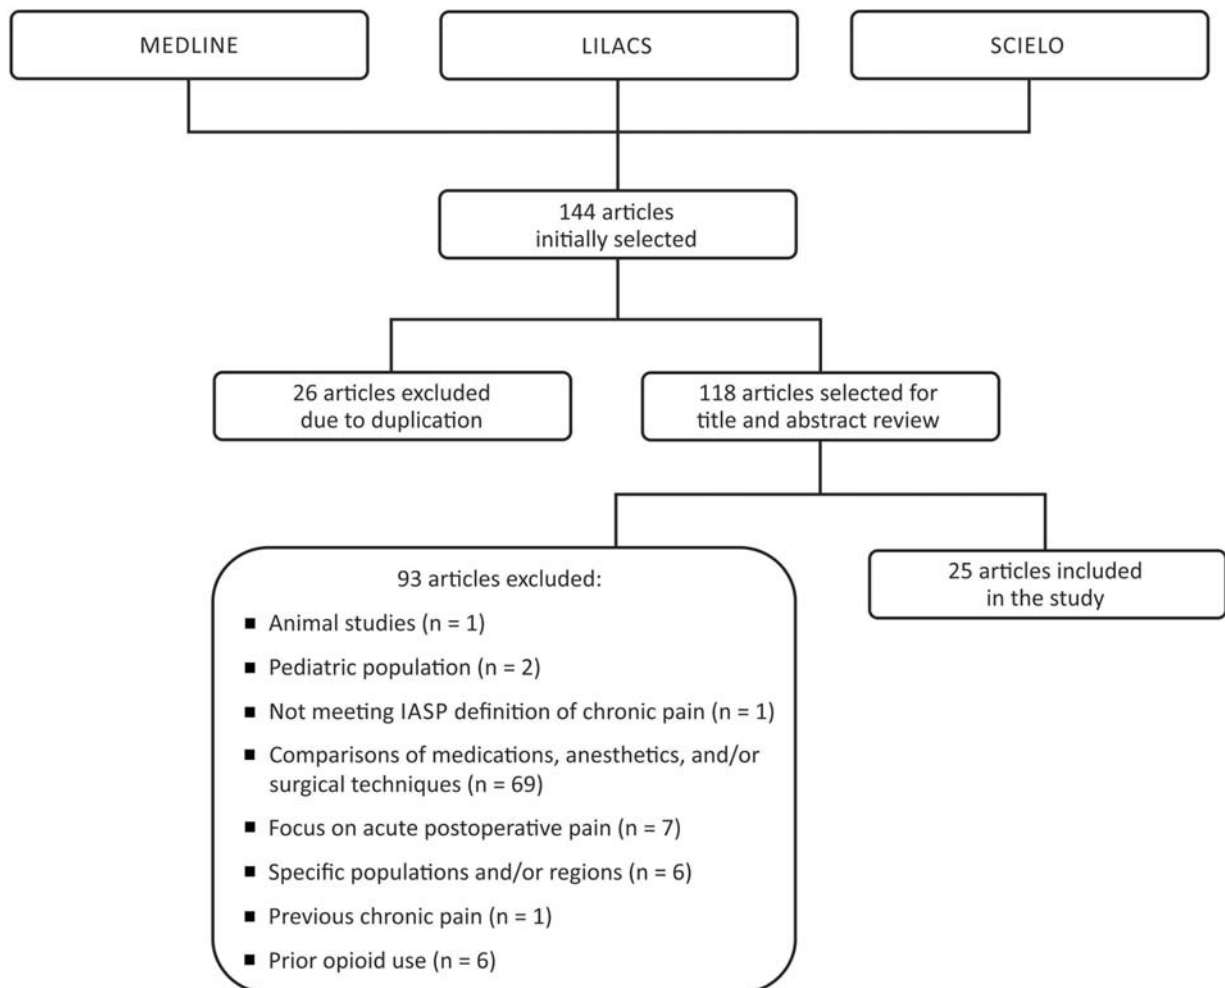 MEDLINE
LILACS
SCIELO
144 articles
initially selected
26 articles excluded
due to duplication
118 articles selected for
title and abstract review
93 articles excluded:
■ Animal studies (n = 1)
■ Pediatric population (n = 2)
■ Not meeting IASP definition of chronic pain (n = 1)
■ Comparisons of medications, anesthetics, and/or
surgical techniques (n = 69)
■ Focus on acute postoperative pain (n = 7)
■ Specific populations and/or regions (n = 6)
■ Previous chronic pain (n = 1)
■ Prior opioid use (n = 6)
25 articles included
in the study